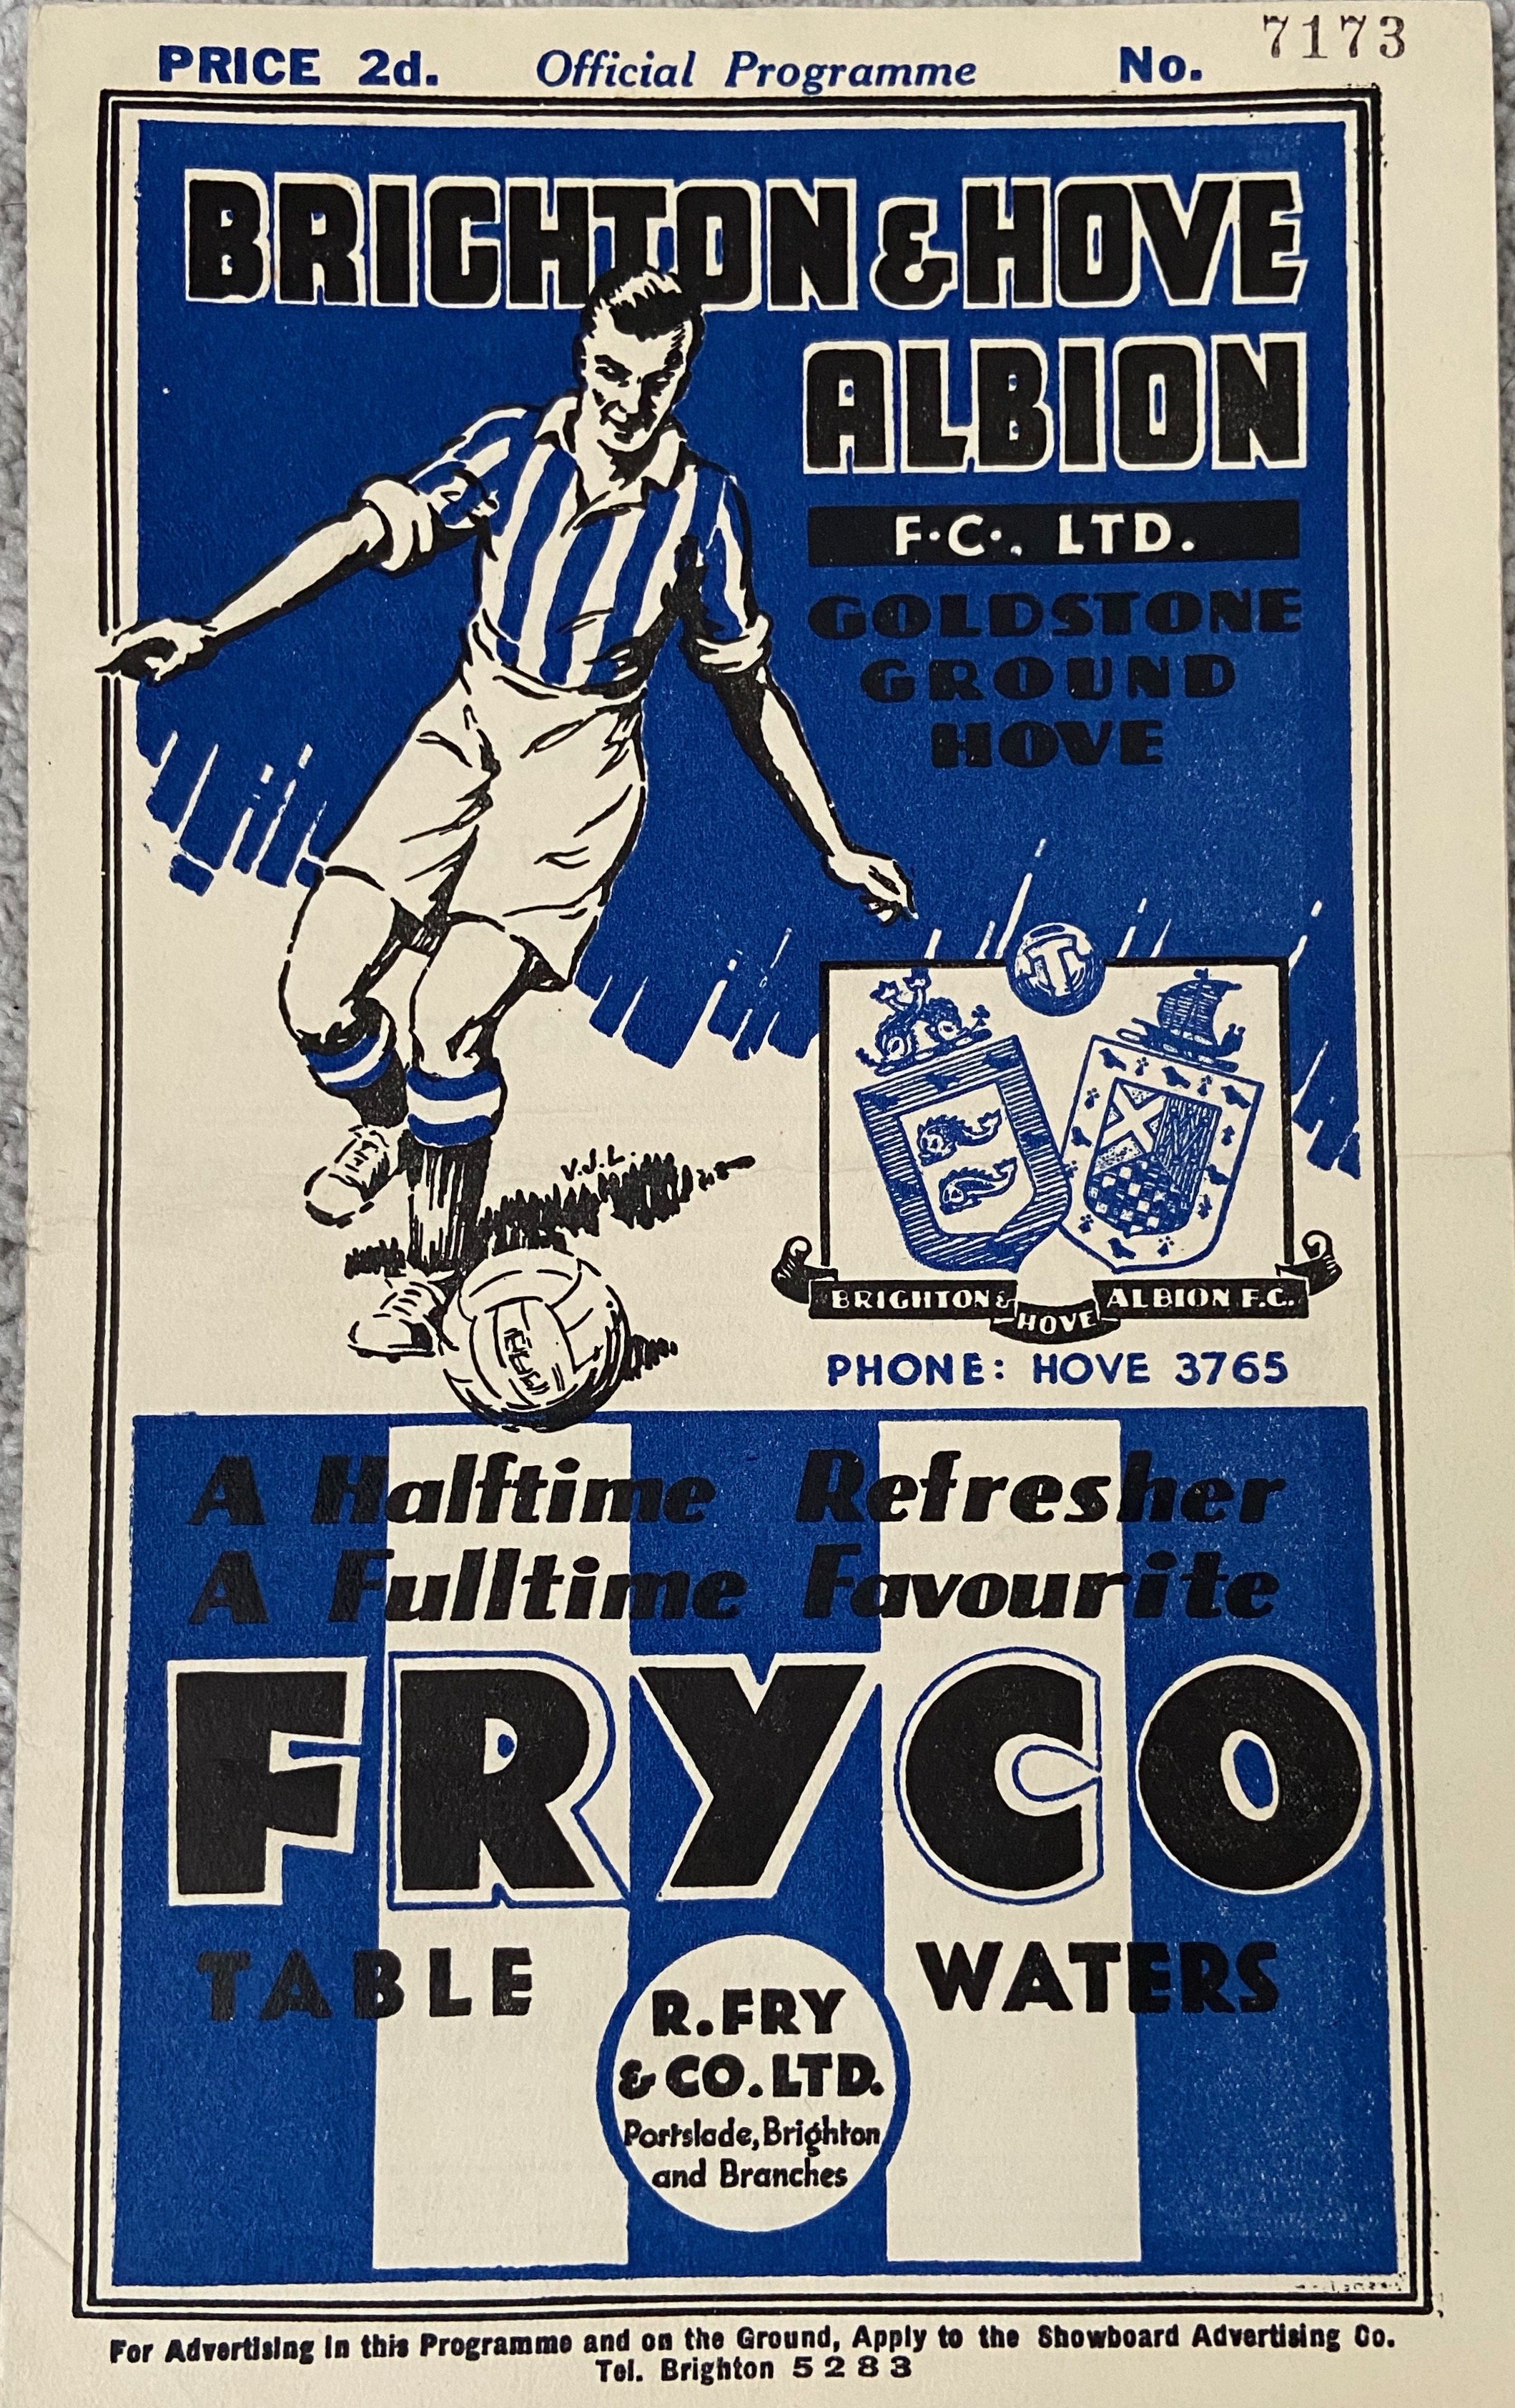 PRICE 2d. Official Programme No. 7173
BRIGHTON & HOVE
ALBION
F.C., LTD.
GOLDSTONE
GROUND
HOVE
V.J.L.
T
BRIGHTON & HOVE ALBION F.C.
PHONE: HOVE 3765
A Halftime Refresher
A Fulltime Favourite
FRYCO
TABLE WATERS
R. FRY
& CO. LTD.
Portslade, Brighton
and Branches
For Advertising in this Programme and on the Ground, Apply to the Showboard Advertising Co.
Tel. Brighton 5283